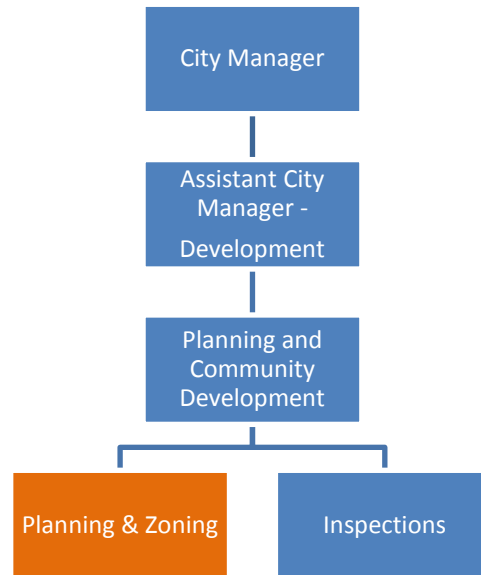 City Manager
Assistant City
Manager -
Development
Planning and
Community
Development
Planning & Zoning
Inspections